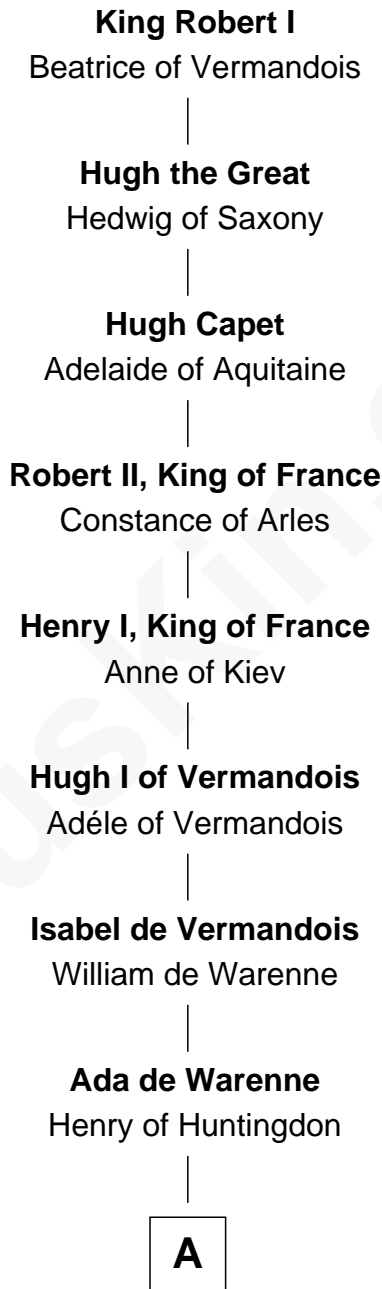 King Robert I
Beatrice of Vermandois
Hugh the Great
Hedwig of Saxony
Hugh Capet
Adelaide of Aquitaine
Robert II, King of France
Constance of Arles
Henry I, King of France
Anne of Kiev
Hugh I of Vermandois
Adéle of Vermandois
Isabel de Vermandois
William de Warenne
Ada de Warenne
Henry of Huntingdon
A